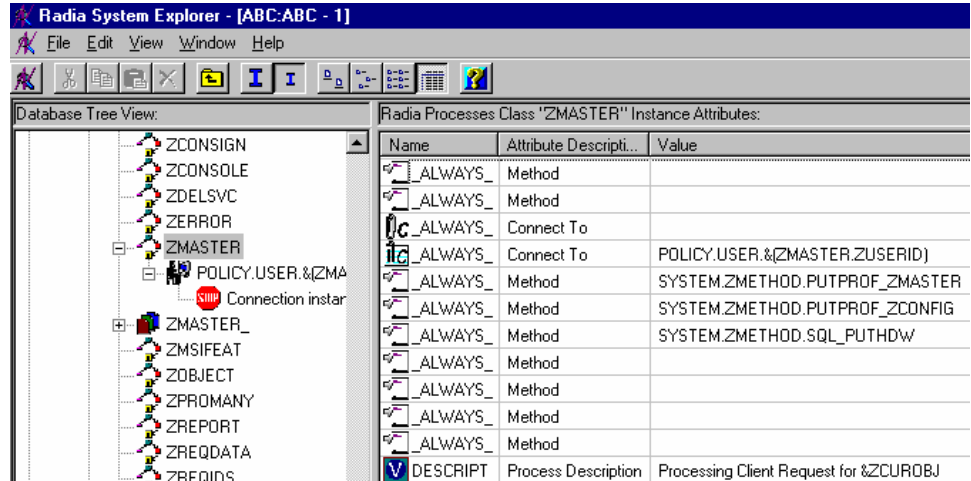 Radia System Explorer - [ABC:ABC - 1]
File Edit View Window Help
Database Tree View:
Radia Processes Class "ZMASTER" Instance Attributes:
ZCONSIGN
ZCONSOLE
ZDELSVC
ZERROR
ZMASTER
POLICY.USER.&(ZMA
STOP Connection instar
ZMASTER_
ZMSIFEAT
ZOBJECT
ZPROMANY
ZREPORT
ZREQDATA
ZREQIDS
Name Attribute Descripti... Value
_ALWAYS_ Method
_ALWAYS_ Method
_ALWAYS_ Connect To
_ALWAYS_ Connect To POLICY.USER.&(ZMASTER.ZUSERID)
_ALWAYS_ Method SYSTEM.ZMETHOD.PUTPROF_ZMASTER
_ALWAYS_ Method SYSTEM.ZMETHOD.PUTPROF_ZCONFIG
_ALWAYS_ Method SYSTEM.ZMETHOD.SQL_PUTHDW
_ALWAYS_ Method
_ALWAYS_ Method
_ALWAYS_ Method
_ALWAYS_ Method
V DESCRIPT Process Description Processing Client Request for &ZCUROBJ